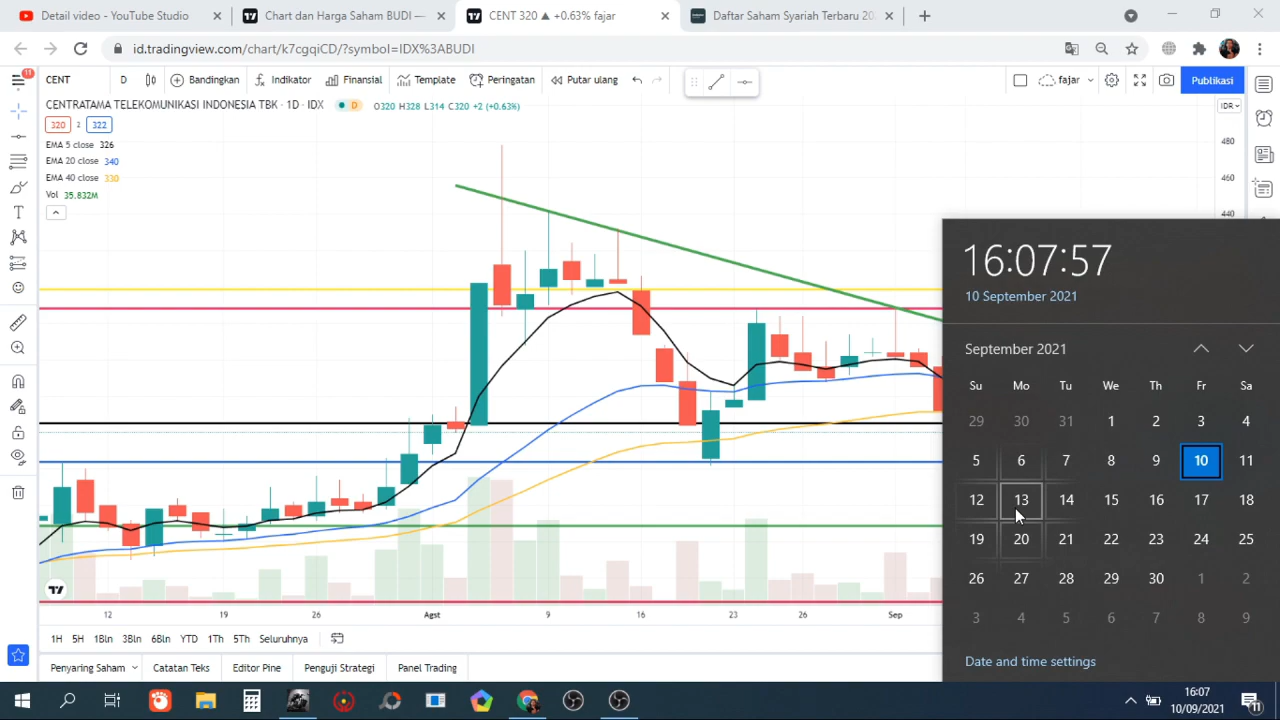 Detail video - YouTube Studio
Chart dan Harga Saham BUDI —
CENT 320 ▲ +0.63% fajar
Daftar Saham Syariah Terbaru 202
id.tradingview.com/chart/k7cgqiCD/?symbol=IDX%3ABUDI
11
CENT
D
Bandingkan
Indikator
Finansial
Template
Peringatan
Putar ulang
fajar
Publikasi
CENTRATAMA TELEKOMUNIKASI INDONESIA TBK · 1D · IDX
D
O320 H328 L314 C320 +2 (+0.63%)
IDR
320 2 322
EMA 5 close 326
EMA 20 close 340
EMA 40 close 330
Vol 35.832M
480
460
440
16:07:57
10 September 2021
September 2021
Su Mo Tu We Th Fr Sa
29 30 31 1 2 3 4
5 6 7 8 9 10 11
12 13 14 15 16 17 18
19 20 21 22 23 24 25
26 27 28 29 30 1 2
3 4 5 6 7 8 9
Date and time settings
12 19 26 Agst 9 16 23 26 Sep
1H 5H 1Bln 3Bln 6Bln YTD 1Th 5Th Seluruhnya
Penyaring Saham
Catatan Teks
Editor Pine
Penguji Strategi
Panel Trading
16:07
10/09/2021
11